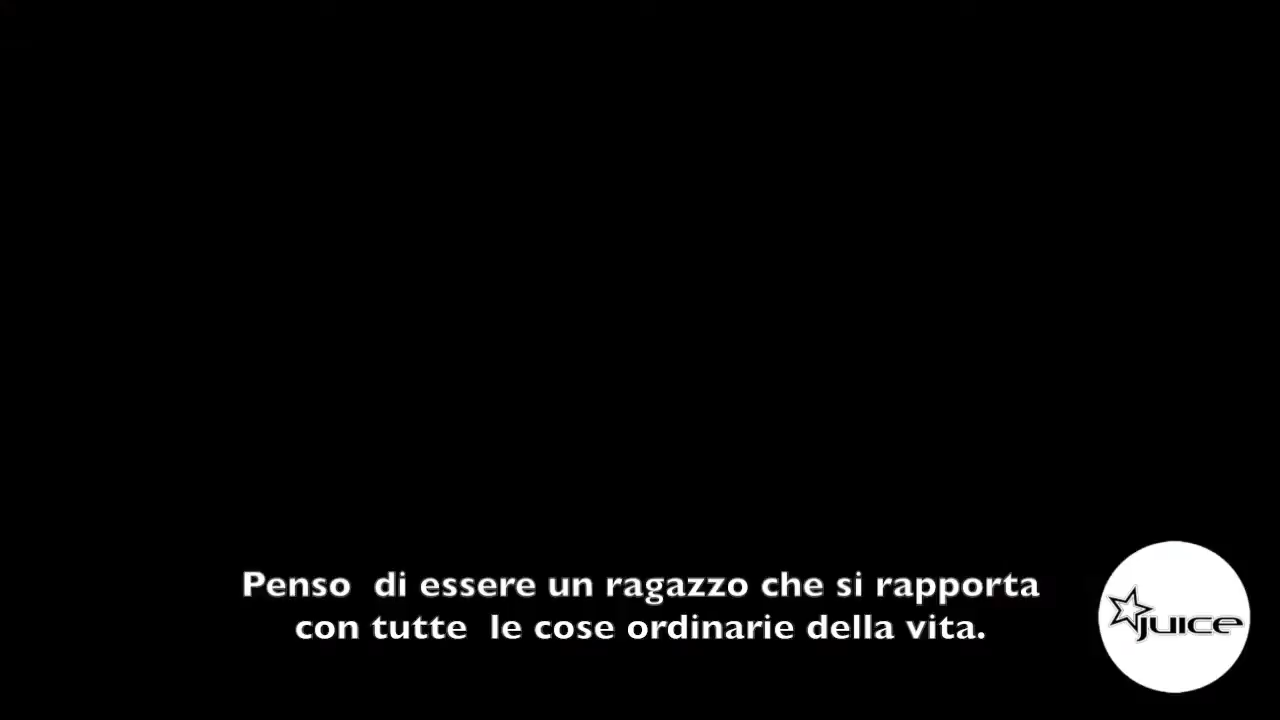 Penso  di essere un ragazzo che si rapporta
con tutte  le cose ordinarie della vita.
juice